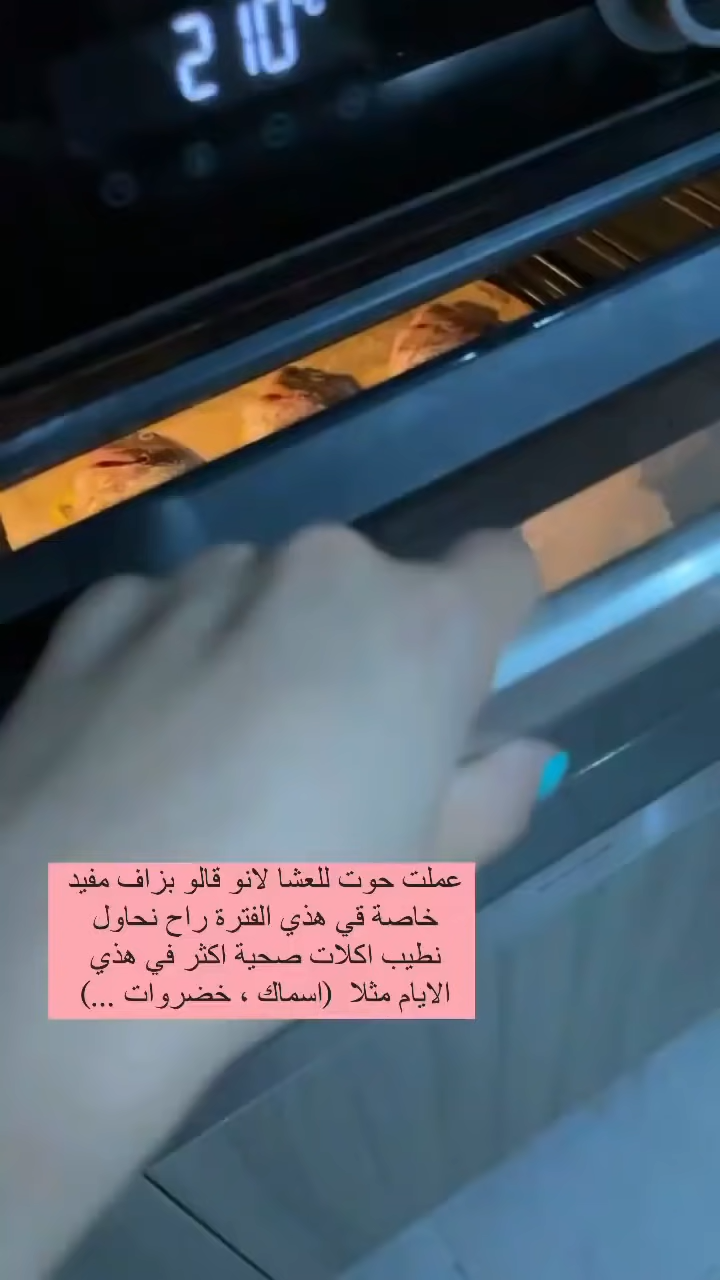 210°
عملت حوت للعشا لانو قالو بزاف مفيد
خاصة قي هذي الفترة راح نحاول
نطيب اكلات صحية اكثر في هذي
الايام مثلا (اسماك ، خضروات ...)